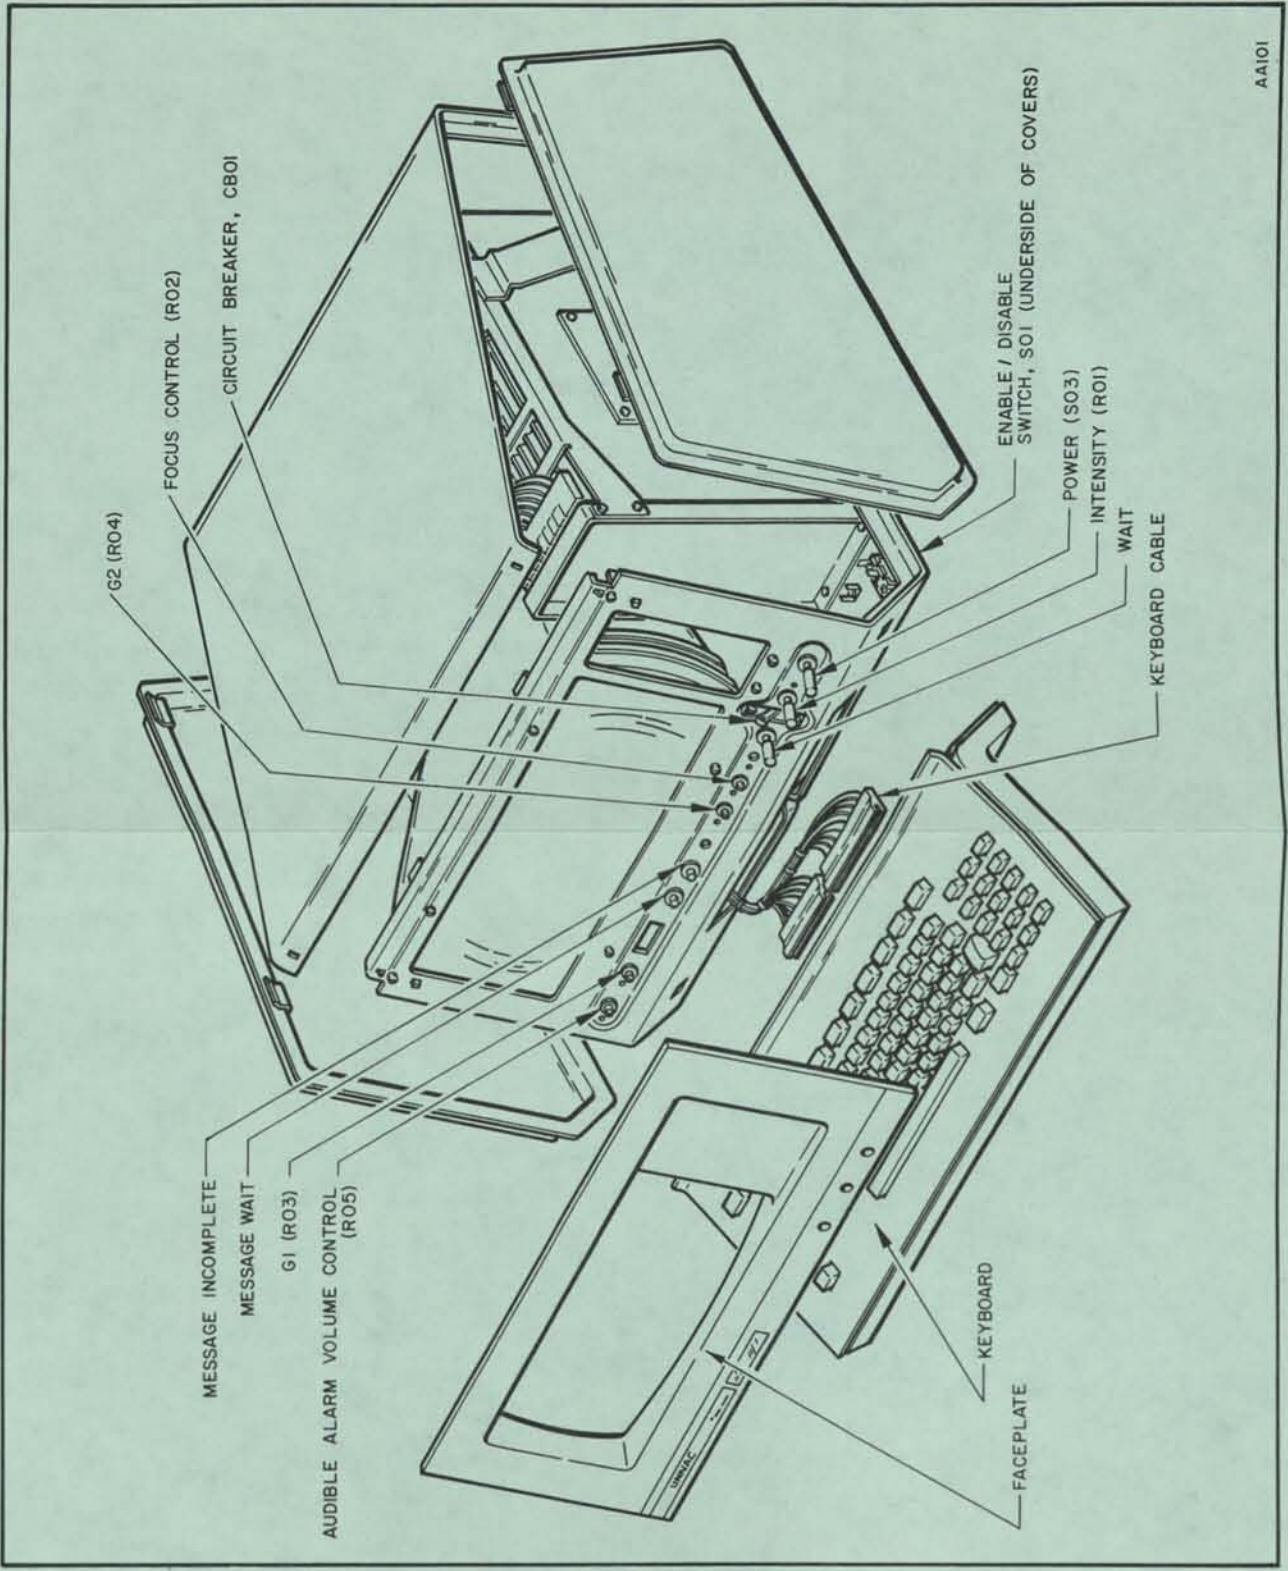 MESSAGE INCOMPLETE
MESSAGE WAIT
G1 (R03)
AUDIBLE ALARM VOLUME CONTROL
(R05)
G2 (R04)
FOCUS CONTROL (R02)
CIRCUIT BREAKER, CB01
FACEPLATE
KEYBOARD
KEYBOARD CABLE
WAIT
INTENSITY (R01)
POWER (S03)
ENABLE / DISABLE
SWITCH, S01 (UNDERSIDE OF COVERS)
UNIVAC
AA101